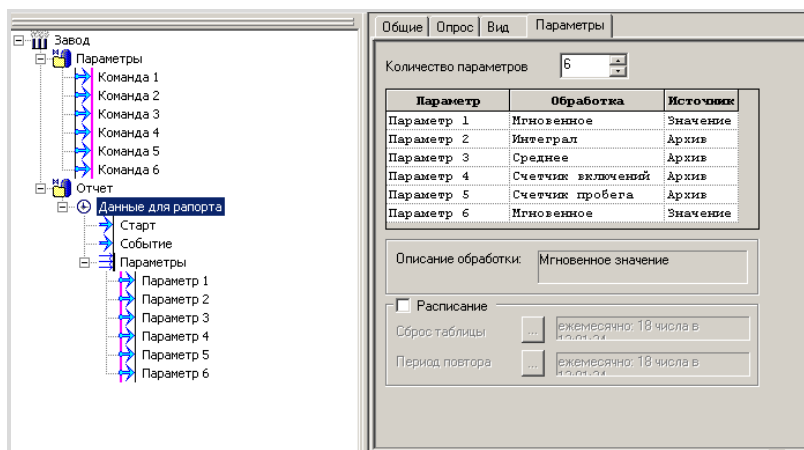 Завод
Параметры
Команда 1
Команда 2
Команда 3
Команда 4
Команда 5
Команда 6
Отчет
Данные для рапорта
Старт
Событие
Параметры
Параметр 1
Параметр 2
Параметр 3
Параметр 4
Параметр 5
Параметр 6
Общие Опрос Вид Параметры
Количество параметров 6
Параметр Обработка Источник
Параметр 1 Мгновенное Значение
Параметр 2 Интеграл Архив
Параметр 3 Среднее Архив
Параметр 4 Счетчик включений Архив
Параметр 5 Счетчик пробега Архив
Параметр 6 Мгновенное Значение
Описание обработки: Мгновенное значение
Расписание
Сброс таблицы ... ежемесячно: 18 числа в
Период повтора ... ежемесячно: 18 числа в